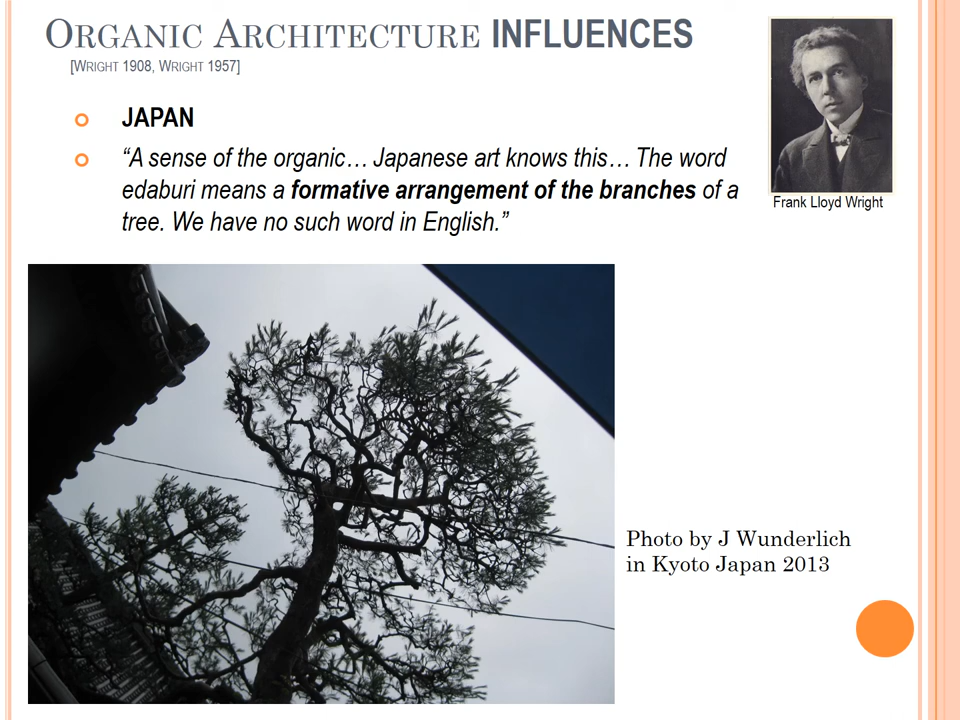 ORGANIC ARCHITECTURE INFLUENCES
[WRIGHT 1908, WRIGHT 1957]
JAPAN
“A sense of the organic… Japanese art knows this… The word
edaburi means a formative arrangement of the branches of a
tree. We have no such word in English.”
Frank Lloyd Wright
Photo by J Wunderlich
in Kyoto Japan 2013